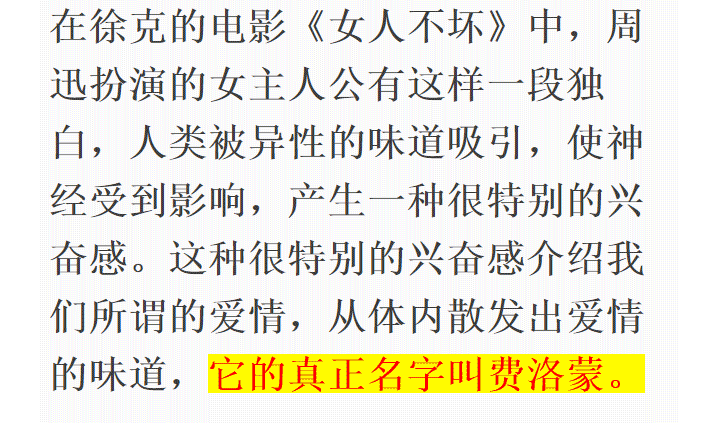 在徐克的电影《女人不坏》中，周
迅扮演的女主人公有这样一段独
白，人类被异性的味道吸引，使神
经受到影响，产生一种很特别的兴
奋感。这种很特别的兴奋感介绍我
们所谓的爱情，从体内散发出爱情
的味道，它的真正名字叫费洛蒙。